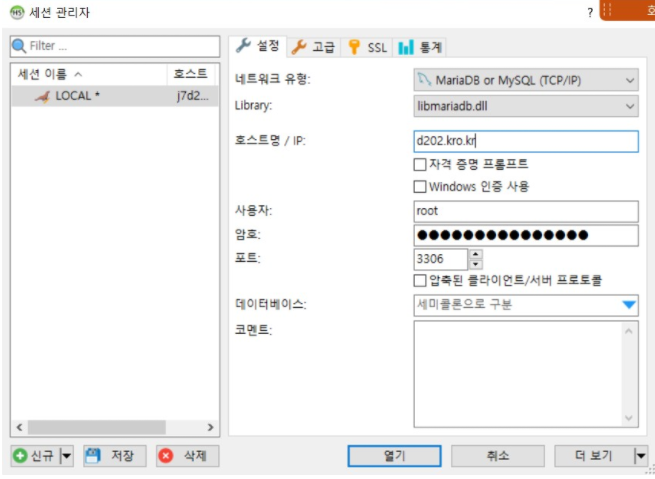 세션 관리자
?
Filter ...
세션 이름
호스트
LOCAL *
j7d2...
설정
고급
SSL
통계
네트워크 유형:
MariaDB or MySQL (TCP/IP)
Library:
libmariadb.dll
호스트명 / IP:
d202.kro.kr
자격 증명 프롬프트
Windows 인증 사용
사용자:
root
암호:
●●●●●●●●●●●●●●●
포트:
3306
압축된 클라이언트/서버 프로토콜
데이터베이스:
세미콜론으로 구분
코멘트:
신규
저장
삭제
열기
취소
더 보기